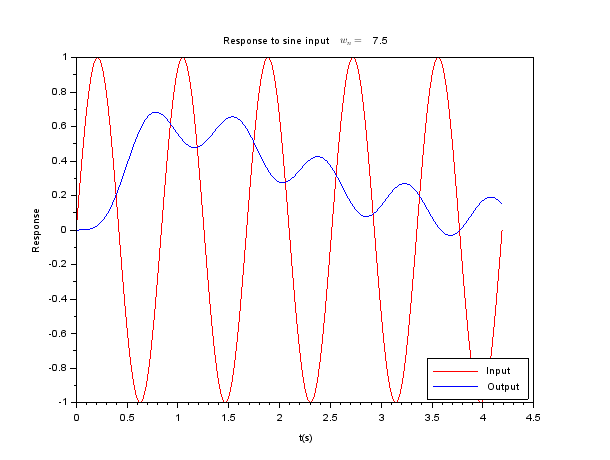 Response to sine input wn = 7.5
1
0.8
0.6
0.4
0.2
0
-0.2
-0.4
-0.6
-0.8
-1
Response
0 0.5 1 1.5 2 2.5 3 3.5 4 4.5
t(s)
Input
Output